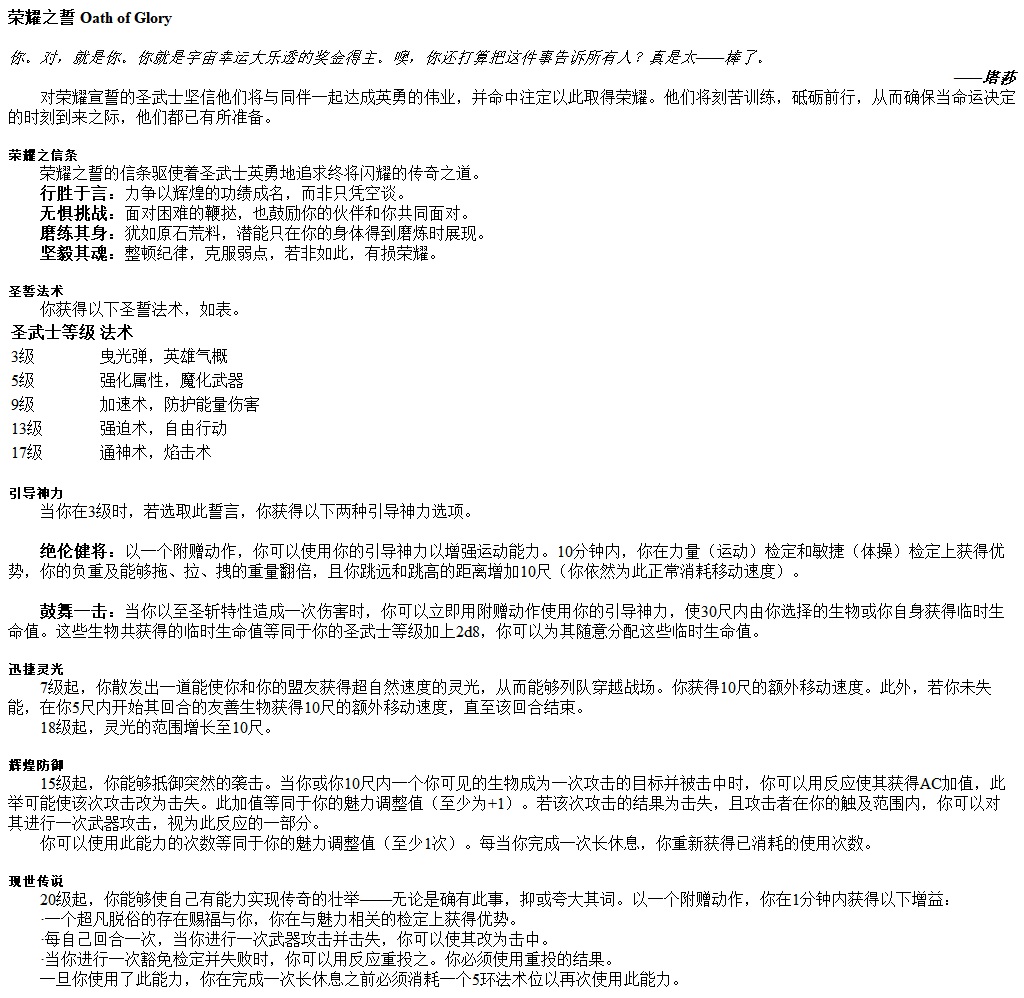 荣耀之誓 Oath of Glory
你。对，就是你。你就是宇宙幸运大乐透的奖金得主。噢，你还打算把这件事告诉所有人？真是太——棒了。
——塔莎
对荣耀宣誓的圣武士坚信他们将与同伴一起达成英勇的伟业，并命中注定以此取得荣耀。他们将刻苦训练，砥砺前行，从而确保当命运决定
的时刻到来之际，他们都已有所准备。
荣耀之信条
荣耀之誓的信条驱使着圣武士英勇地追求终将闪耀的传奇之道。
行胜于言：力争以辉煌的功绩成名，而非只凭空谈。
无惧挑战：面对困难的鞭挞，也鼓励你的伙伴和你共同面对。
磨练其身：犹如原石荒料，潜能只在你的身体得到磨炼时展现。
坚毅其魂：整顿纪律，克服弱点，若非如此，有损荣耀。
圣誓法术
你获得以下圣誓法术，如表。
圣武士等级 法术
3级 曳光弹，英雄气概
5级 强化属性，魔化武器
9级 加速术，防护能量伤害
13级 强迫术，自由行动
17级 通神术，焰击术
引导神力
当你在3级时，若选取此誓言，你获得以下两种引导神力选项。
绝伦健将：以一个附赠动作，你可以使用你的引导神力以增强运动能力。10分钟内，你在力量（运动）检定和敏捷（体操）检定上获得优
势，你的负重及能够拖、拉、拽的重量翻倍，且你跳远和跳高的距离增加10尺（你依然为此正常消耗移动速度）。
鼓舞一击：当你以至圣斩特性造成一次伤害时，你可以立即用附赠动作使用你的引导神力，使30尺内由你选择的生物或你自身获得临时生
命值。这些生物共获得的临时生命值等同于你的圣武士等级加上2d8，你可以为其随意分配这些临时生命值。
迅捷灵光
7级起，你散发出一道能使你和你的盟友获得超自然速度的灵光，从而能够列队穿越战场。你获得10尺的额外移动速度。此外，若你未失
能，在你5尺内开始其回合的友善生物获得10尺的额外移动速度，直至该回合结束。
18级起，灵光的范围增长至10尺。
辉煌防御
15级起，你能够抵御突然的袭击。当你或你10尺内一个你可见的生物成为一次攻击的目标并被击中时，你可以用反应使其获得AC加值，此
举可能使该次攻击改为击失。此加值等同于你的魅力调整值（至少为+1）。若该次攻击的结果为击失，且攻击者在你的触及范围内，你可以对
其进行一次武器攻击，视为此反应的一部分。
你可以使用此能力的次数等同于你的魅力调整值（至少1次）。每当你完成一次长休息，你重新获得已消耗的使用次数。
现世传说
20级起，你能够使自己有能力实现传奇的壮举——无论是确有此事，抑或夸大其词。以一个附赠动作，你在1分钟内获得以下增益：
·一个超凡脱俗的存在赐福与你，你在与魅力相关的检定上获得优势。
·每自己回合一次，当你进行一次武器攻击并击失，你可以使其改为击中。
·当你进行一次豁免检定并失败时，你可以用反应重投之。你必须使用重投的结果。
一旦你使用了此能力，你在完成一次长休息之前必须消耗一个5环法术位以再次使用此能力。